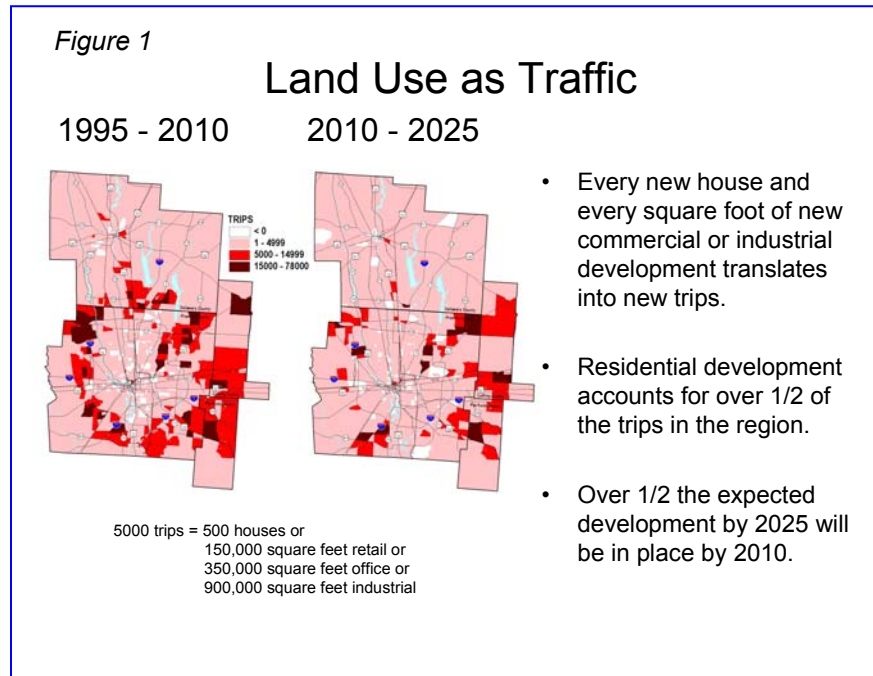 Figure 1
Land Use as Traffic
1995 - 2010
2010 - 2025
TRIPS
< 0
1 - 4999
5000 - 14999
15000 - 78000
5000 trips = 500 houses or
150,000 square feet retail or
350,000 square feet office or
900,000 square feet industrial
• Every new house and
every square foot of new
commercial or industrial
development translates
into new trips.
• Residential development
accounts for over 1/2 of
the trips in the region.
• Over 1/2 the expected
development by 2025 will
be in place by 2010.